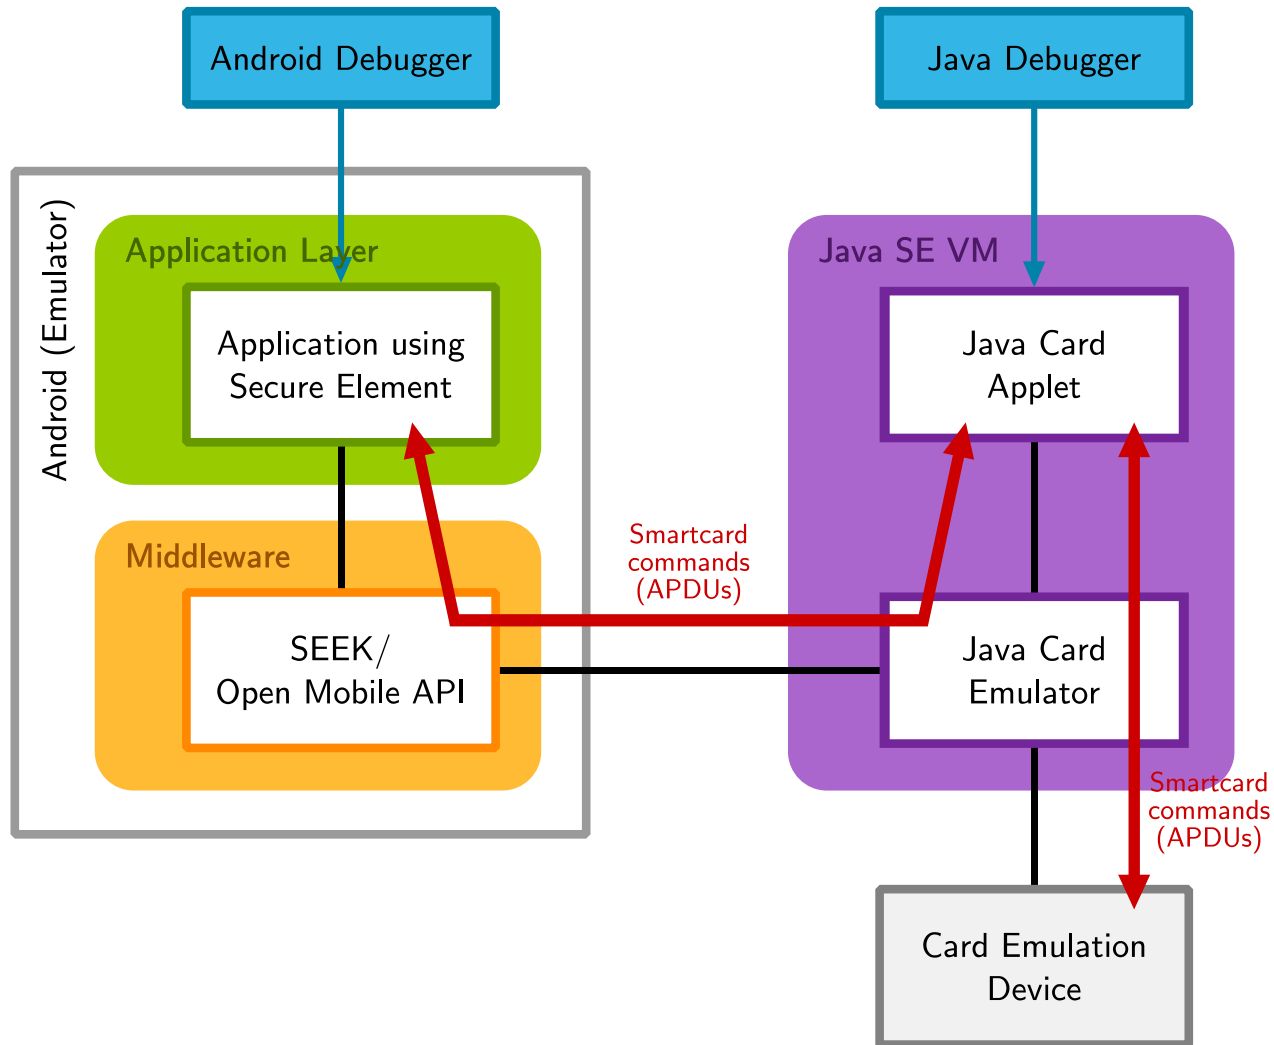 Android Debugger
Java Debugger
Android (Emulator)
Application Layer
Application using
Secure Element
Java SE VM
Java Card
Applet
Smartcard
commands
(APDUs)
Middleware
SEEK/
Open Mobile API
Java Card
Emulator
Smartcard
commands
(APDUs)
Card Emulation
Device